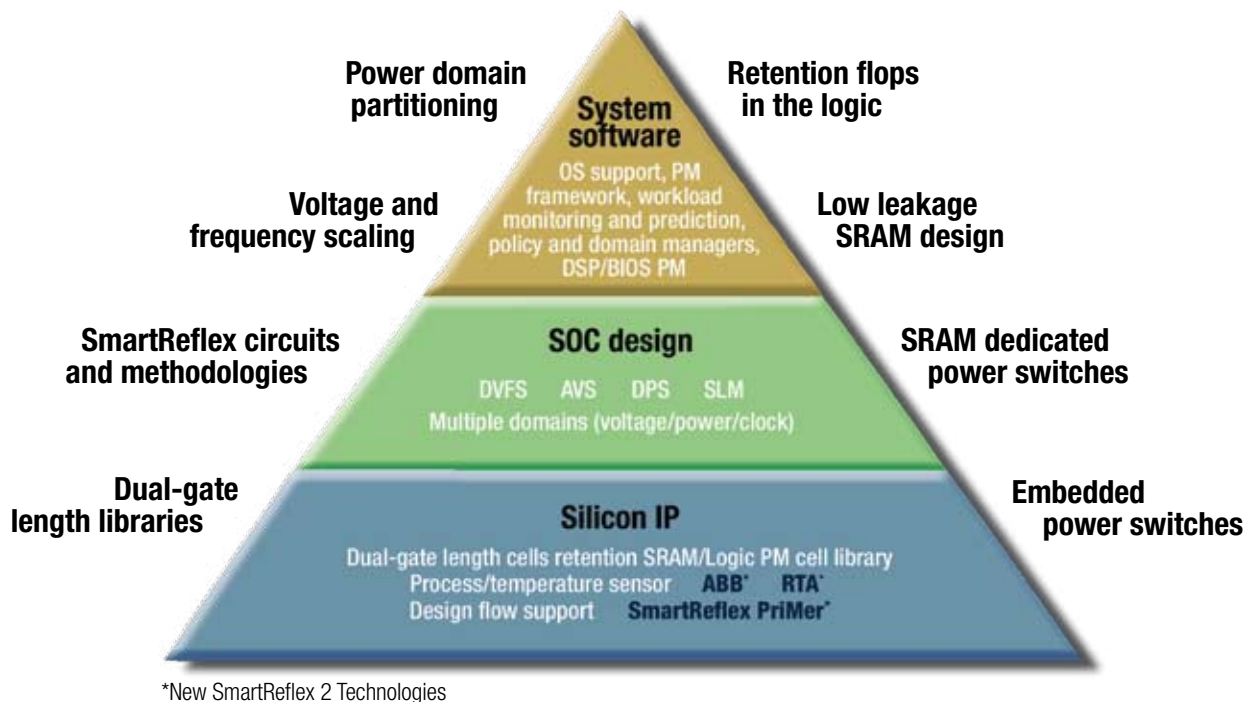 Power domain
partitioning
Retention flops
in the logic
System
software
OS support, PM
framework, workload
monitoring and prediction,
policy and domain managers,
DSP/BIOS PM
Voltage and
frequency scaling
Low leakage
SRAM design
SmartReflex circuits
and methodologies
SOC design
DVFS AVS DPS SLM
Multiple domains (voltage/power/clock)
SRAM dedicated
power switches
Dual-gate
length libraries
Silicon IP
Dual-gate length cells retention SRAM/Logic PM cell library
Process/temperature sensor ABB* RTA*
Design flow support SmartReflex PriMer*
Embedded
power switches
*New SmartReflex 2 Technologies